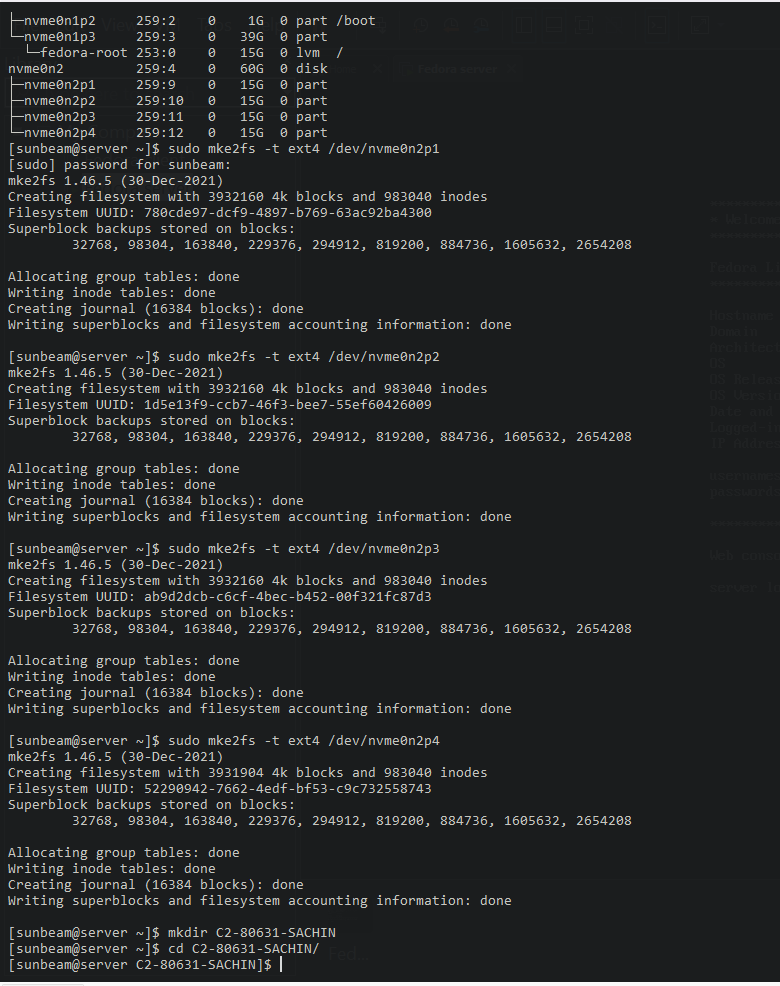 ├─nvme0n1p2     259:2    0    1G  0 part /boot
└─nvme0n1p3     259:3    0   39G  0 part
  └─fedora-root 253:0    0   15G  0 lvm  /
nvme0n2         259:4    0   60G  0 disk
├─nvme0n2p1     259:9    0   15G  0 part
├─nvme0n2p2     259:10   0   15G  0 part
├─nvme0n2p3     259:11   0   15G  0 part
└─nvme0n2p4     259:12   0   15G  0 part
[sunbeam@server ~]$ sudo mke2fs -t ext4 /dev/nvme0n2p1
[sudo] password for sunbeam:
mke2fs 1.46.5 (30-Dec-2021)
Creating filesystem with 3932160 4k blocks and 983040 inodes
Filesystem UUID: 780cde97-dcf9-4897-b769-63ac92ba4300
Superblock backups stored on blocks:
        32768, 98304, 163840, 229376, 294912, 819200, 884736, 1605632, 2654208

Allocating group tables: done
Writing inode tables: done
Creating journal (16384 blocks): done
Writing superblocks and filesystem accounting information: done

[sunbeam@server ~]$ sudo mke2fs -t ext4 /dev/nvme0n2p2
mke2fs 1.46.5 (30-Dec-2021)
Creating filesystem with 3932160 4k blocks and 983040 inodes
Filesystem UUID: 1d5e13f9-ccb7-46f3-bee7-55ef60426009
Superblock backups stored on blocks:
        32768, 98304, 163840, 229376, 294912, 819200, 884736, 1605632, 2654208

Allocating group tables: done
Writing inode tables: done
Creating journal (16384 blocks): done
Writing superblocks and filesystem accounting information: done

[sunbeam@server ~]$ sudo mke2fs -t ext4 /dev/nvme0n2p3
mke2fs 1.46.5 (30-Dec-2021)
Creating filesystem with 3932160 4k blocks and 983040 inodes
Filesystem UUID: ab9d2dcb-c6cf-4bec-b452-00f321fc87d3
Superblock backups stored on blocks:
        32768, 98304, 163840, 229376, 294912, 819200, 884736, 1605632, 2654208

Allocating group tables: done
Writing inode tables: done
Creating journal (16384 blocks): done
Writing superblocks and filesystem accounting information: done

[sunbeam@server ~]$ sudo mke2fs -t ext4 /dev/nvme0n2p4
mke2fs 1.46.5 (30-Dec-2021)
Creating filesystem with 3931904 4k blocks and 983040 inodes
Filesystem UUID: 52290942-7662-4edf-bf53-c9c732558743
Superblock backups stored on blocks:
        32768, 98304, 163840, 229376, 294912, 819200, 884736, 1605632, 2654208

Allocating group tables: done
Writing inode tables: done
Creating journal (16384 blocks): done
Writing superblocks and filesystem accounting information: done

[sunbeam@server ~]$ mkdir C2-80631-SACHIN
[sunbeam@server ~]$ cd C2-80631-SACHIN/
[sunbeam@server C2-80631-SACHIN]$